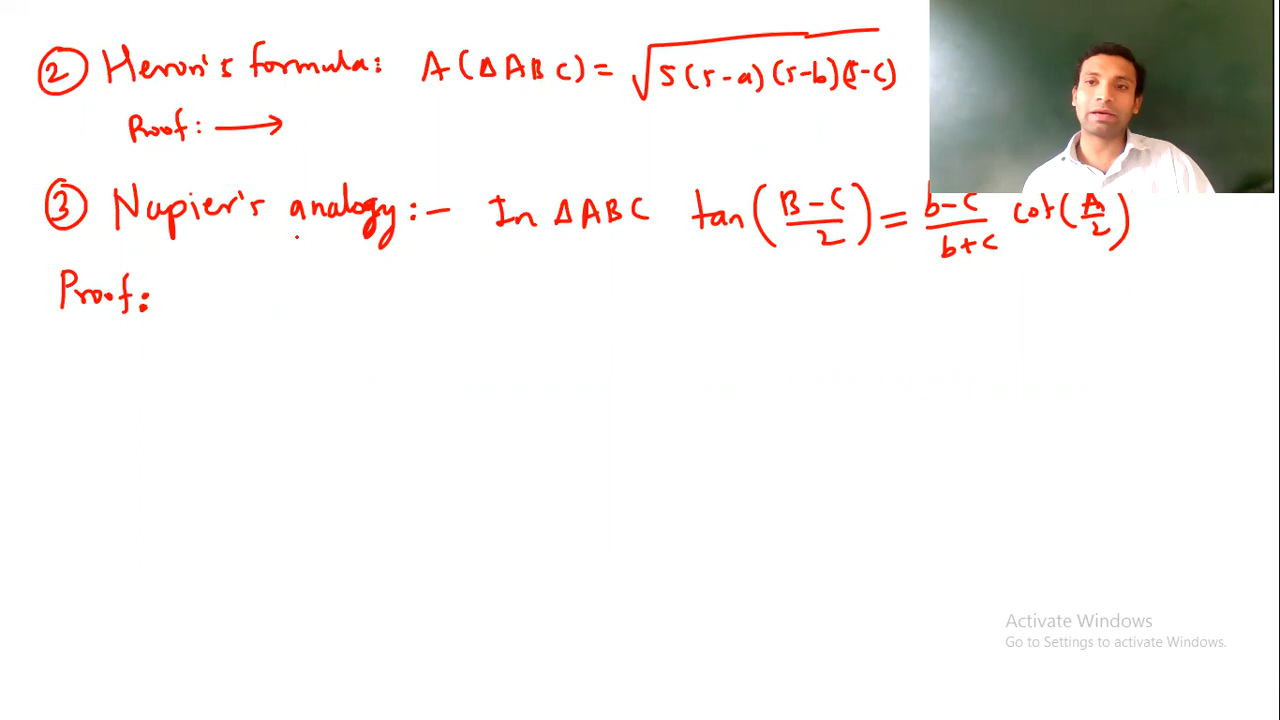 ② Heron's formula: A(ΔABC) = √s(s-a)(s-b)(s-c)
Proof: →
③ Napier's analogy :- In ΔABC tan(B-C/2) = b-c/b+c cot(A/2)
Proof:
Activate Windows
Go to Settings to activate Windows.